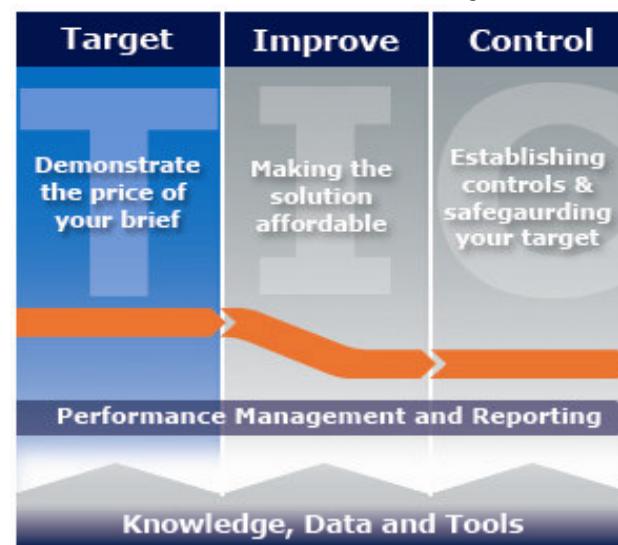 Target
Improve
Control
T
I
C
Demonstrate
the price of
your brief
Making the
solution
affordable
Establishing
controls &
safegaurding
your target
Performance Management and Reporting
Knowledge, Data and Tools